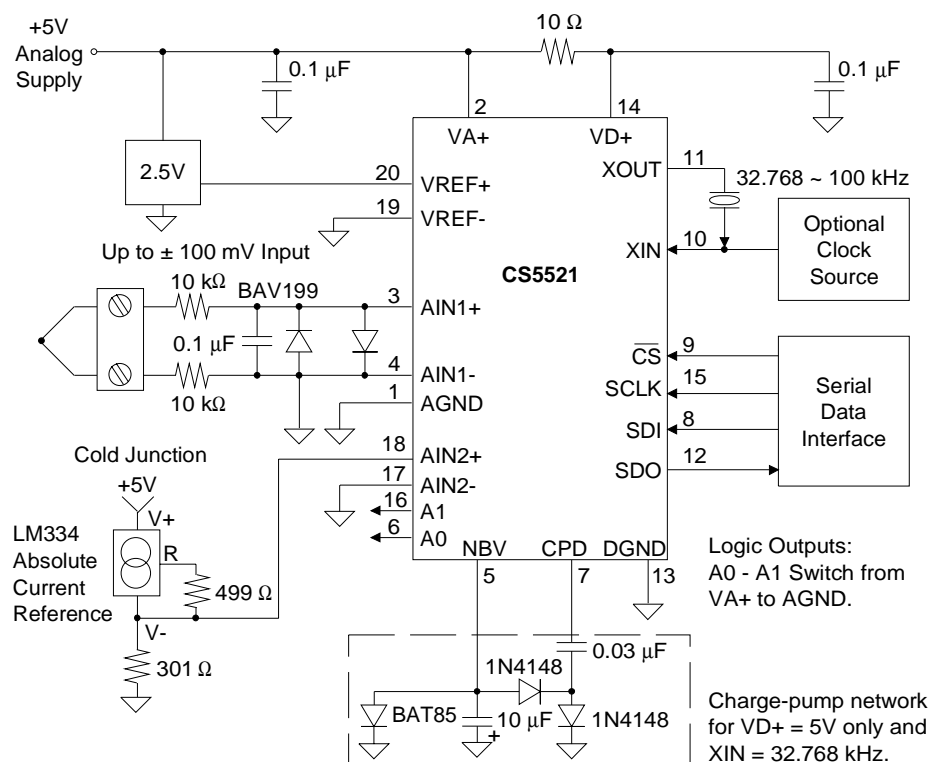 +5V
Analog
Supply
10 Ω
0.1 µF
0.1 µF
2
14
VA+
VD+
2.5V
20
VREF+
19
VREF-
XOUT
11
32.768 ~ 100 kHz
XIN
10
Optional
Clock
Source
Up to ± 100 mV Input
10 kΩ
BAV199
3
AIN1+
CS5521
0.1 µF
10 kΩ
4
AIN1-
1
AGND
CS
9
SCLK
15
SDI
8
SDO
12
Serial
Data
Interface
Cold Junction
+5V
18
AIN2+
17
AIN2-
16
A1
6
A0
LM334
Absolute
Current
Reference
V+
R
499 Ω
V-
301 Ω
NBV
CPD
DGND
5
7
13
Logic Outputs:
A0 - A1 Switch from
VA+ to AGND.
0.03 µF
1N4148
BAT85
10 µF
+
1N4148
Charge-pump network
for VD+ = 5V only and
XIN = 32.768 kHz.